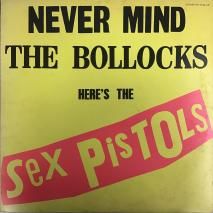 NEVER MIND
THE BOLLOCKS
HERE'S THE
Sex PiSTOLs